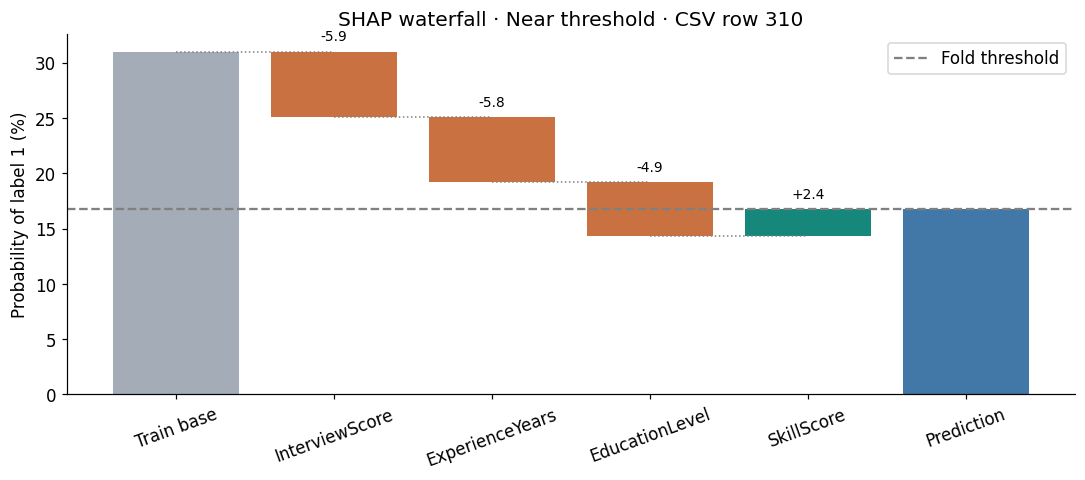 SHAP waterfall · Near threshold · CSV row 310
Fold threshold
Probability of label 1 (%)
30
25
20
15
10
5
0
-5.9
-5.8
-4.9
+2.4
Train base
InterviewScore
ExperienceYears
EducationLevel
SkillScore
Prediction